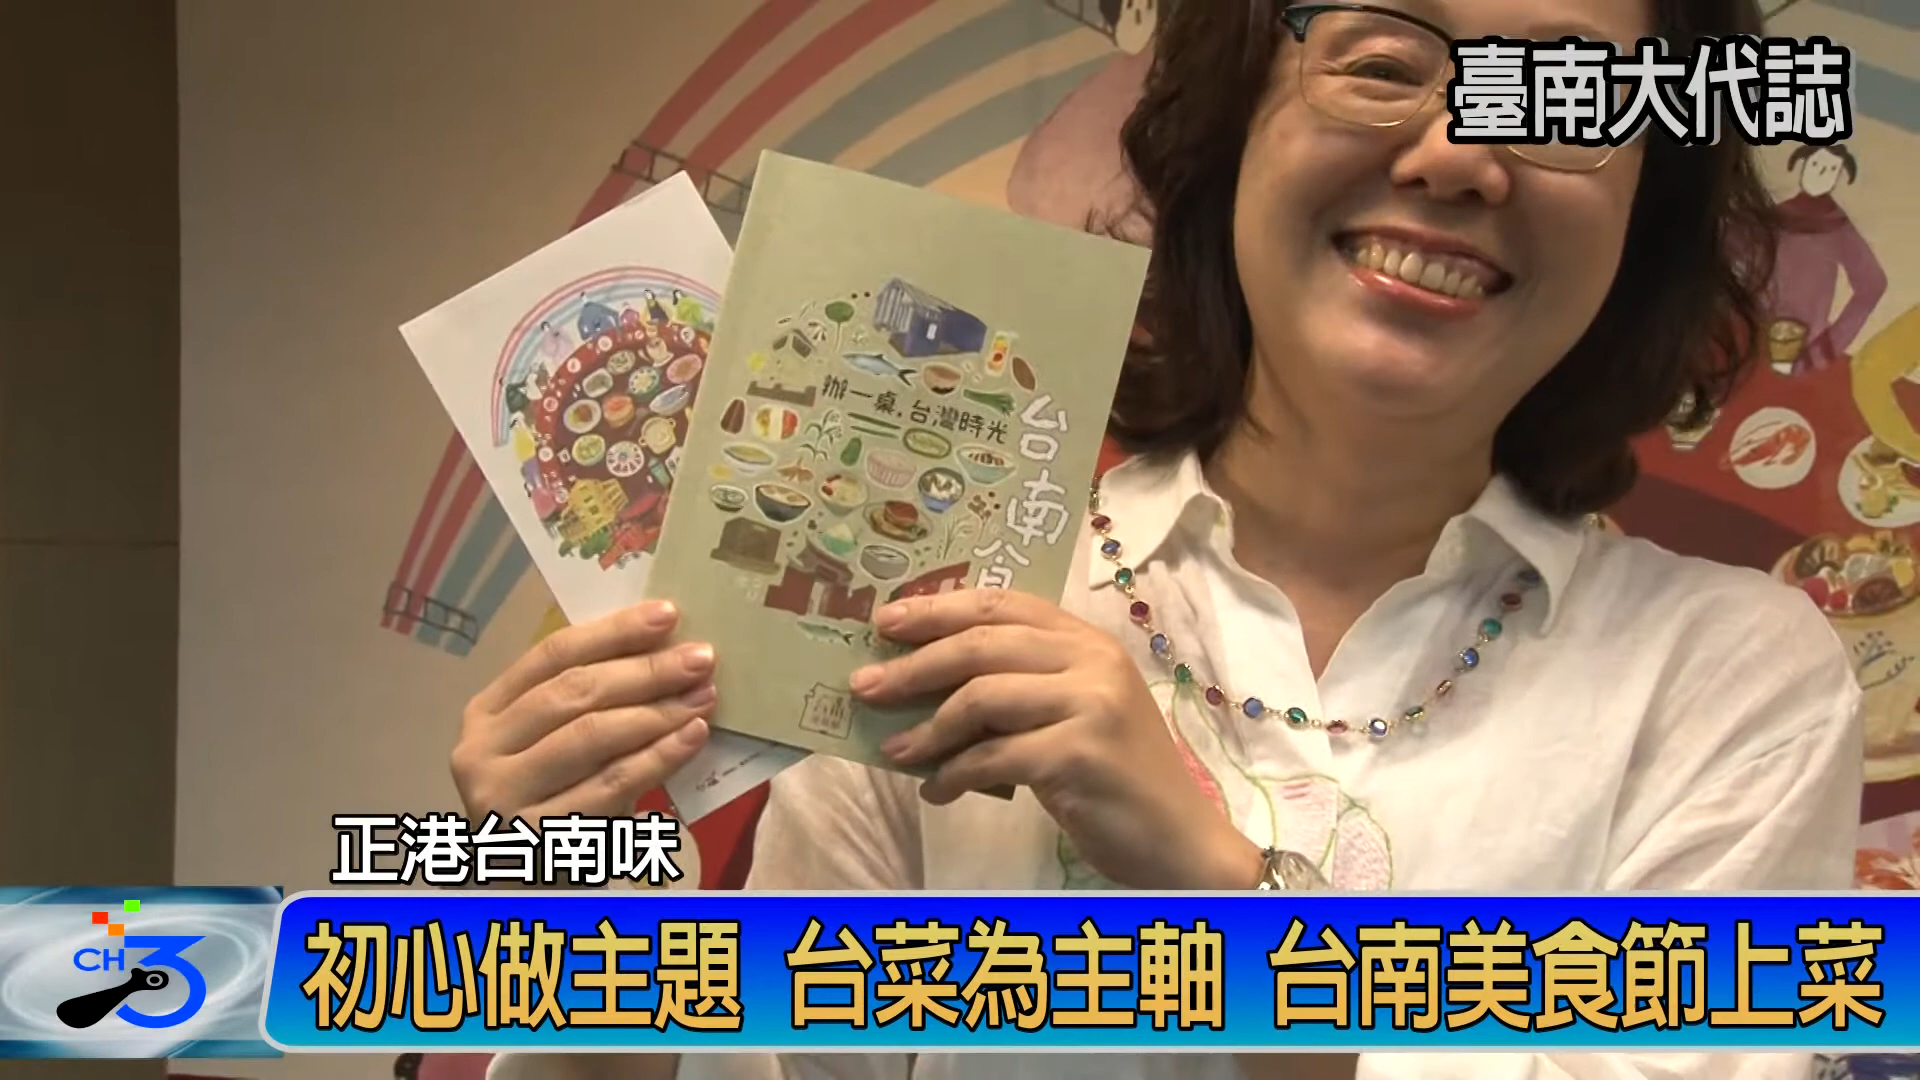 臺南大代誌
辦一桌,台灣時光
台南食
正港台南味
初心做主題 台菜為主軸 台南美食節上菜
CH3